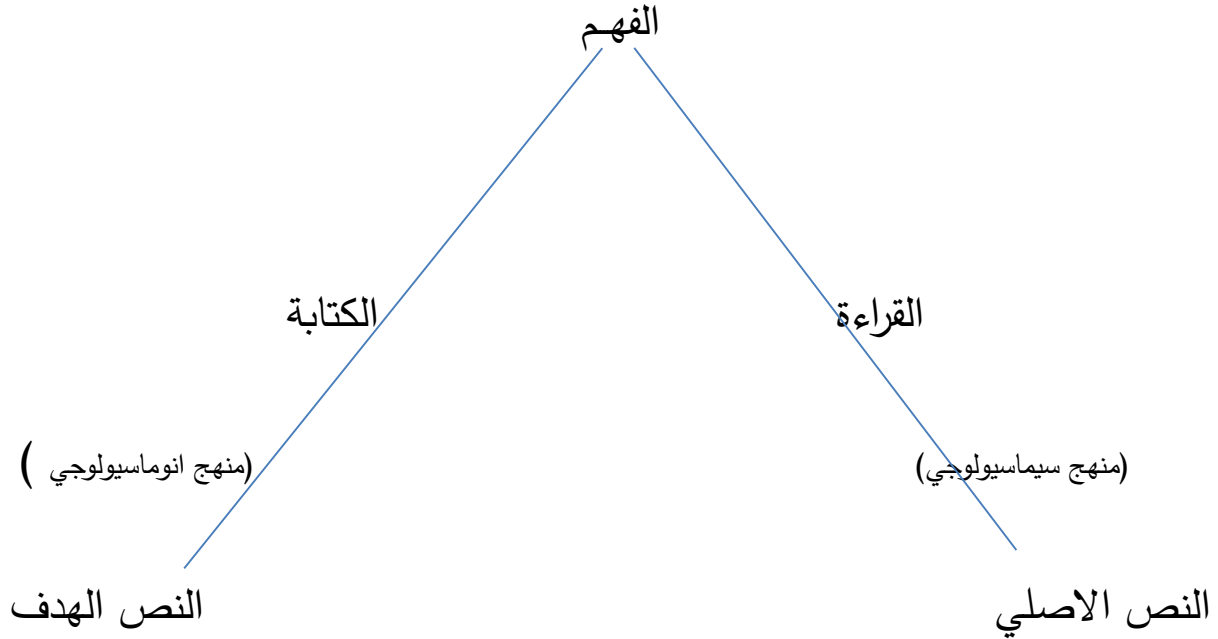 الفهم
القراءة
الكتابة
(منهج سيماسيولوجي)
(منهج انوماسيولوجي )
النص الاصلي
النص الهدف